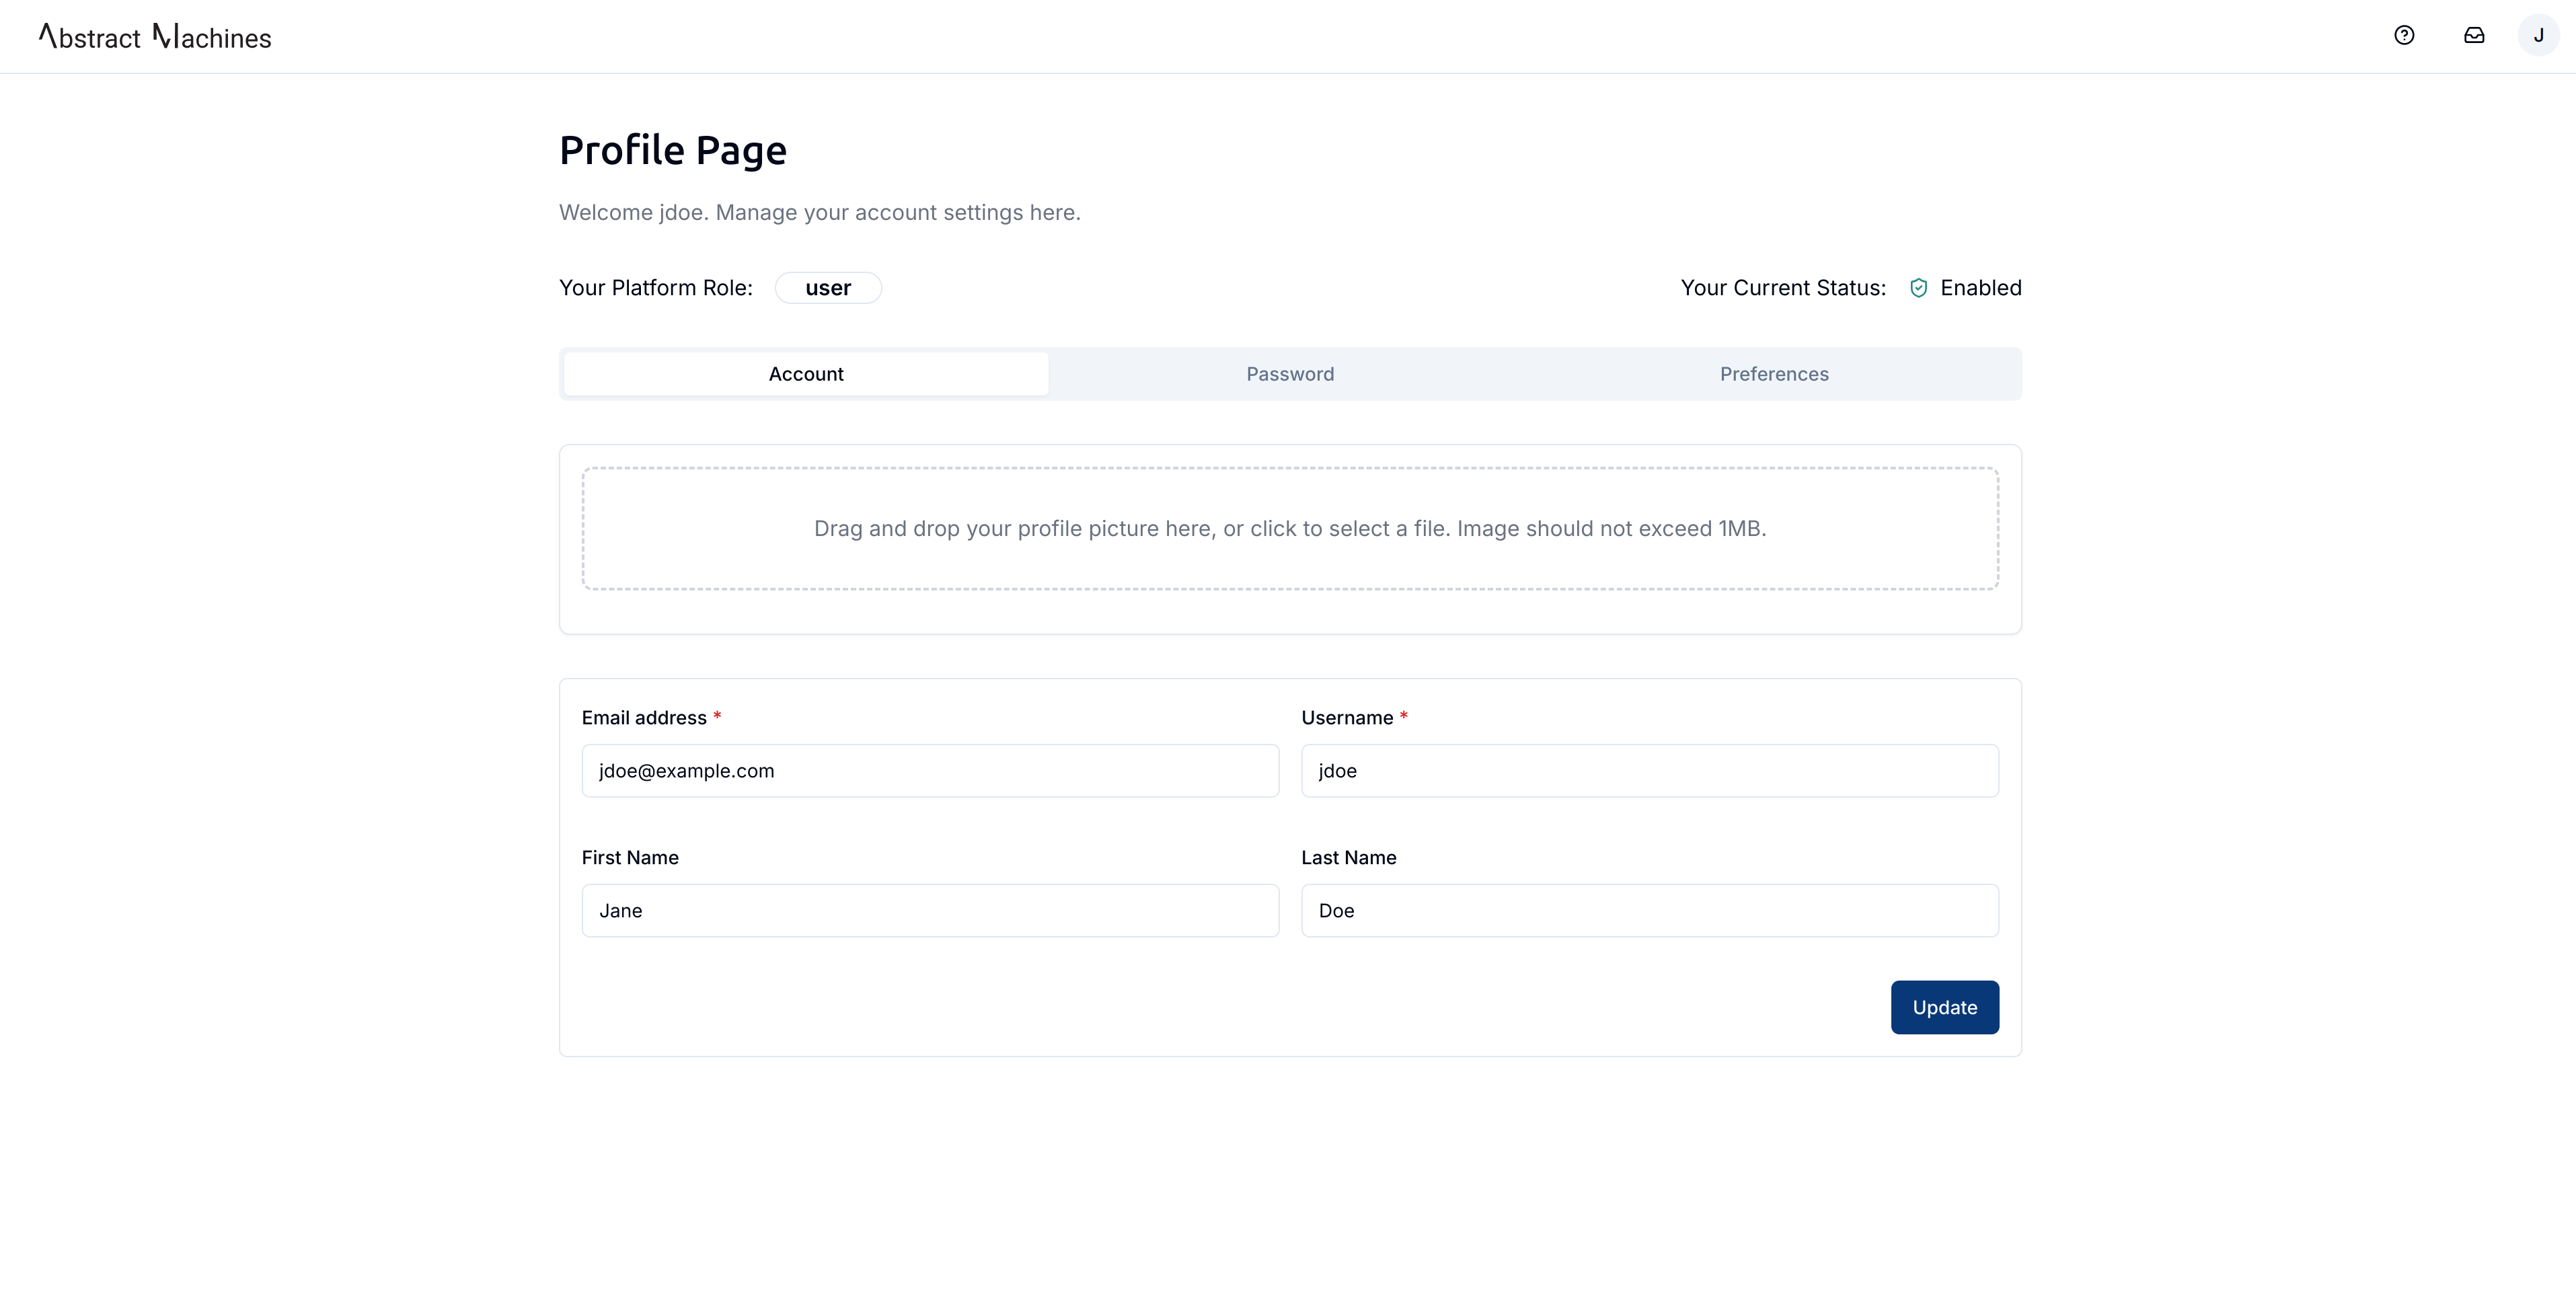 Abstract Machines
J
Profile Page
Welcome jdoe. Manage your account settings here.
Your Platform Role: user
Your Current Status: Enabled
Account Password Preferences
Drag and drop your profile picture here, or click to select a file. Image should not exceed 1MB.
Email address * Username *
jdoe@example.com jdoe
First Name Last Name
Jane Doe
Update